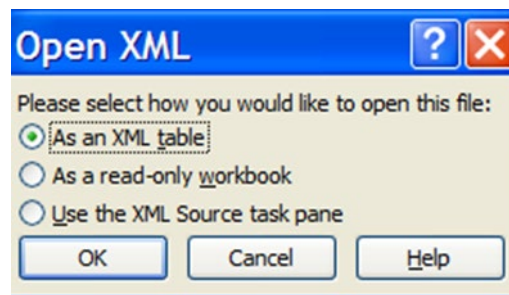 Open XML
?
Please select how you would like to open this file:
As an XML table
As a read-only workbook
Use the XML Source task pane
OK Cancel Help